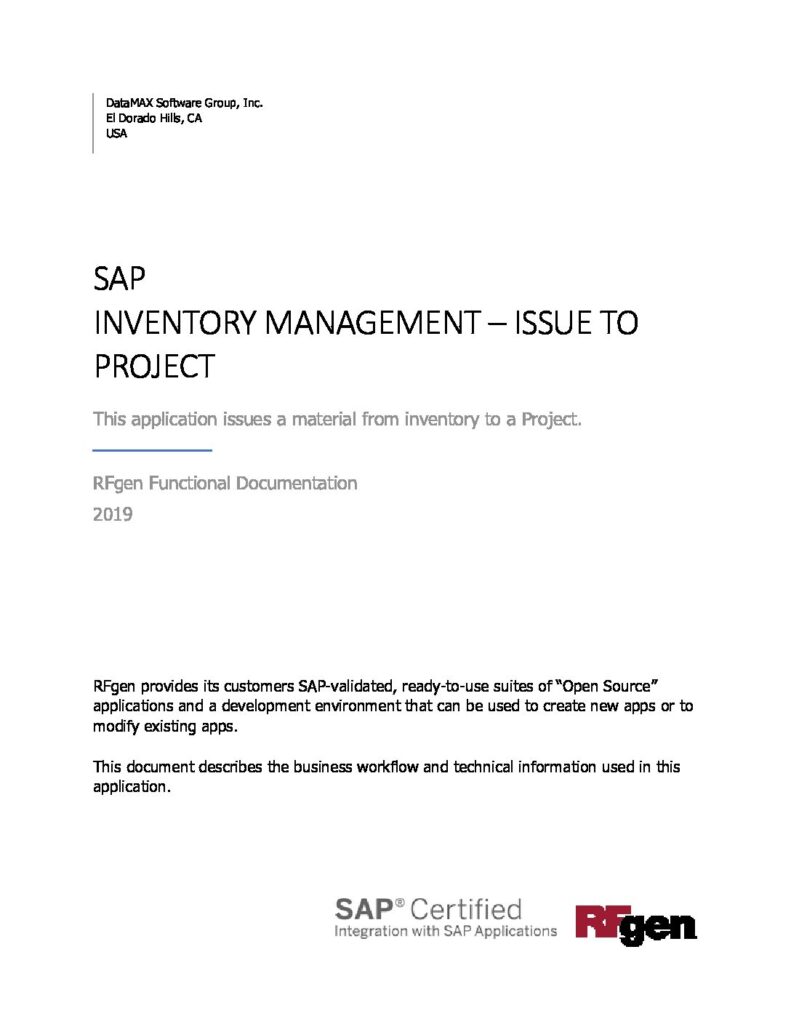 DataMAX Software Group, Inc.
El Dorado Hills, CA
USA
SAP
INVENTORY MANAGEMENT – ISSUE TO
PROJECT
This application issues a material from inventory to a Project.
RFgen Functional Documentation
2019
RFgen provides its customers SAP-validated, ready-to-use suites of “Open Source”
applications and a development environment that can be used to create new apps or to
modify existing apps.
This document describes the business workflow and technical information used in this
application.
SAP® Certified
Integration with SAP Applications
RFgen